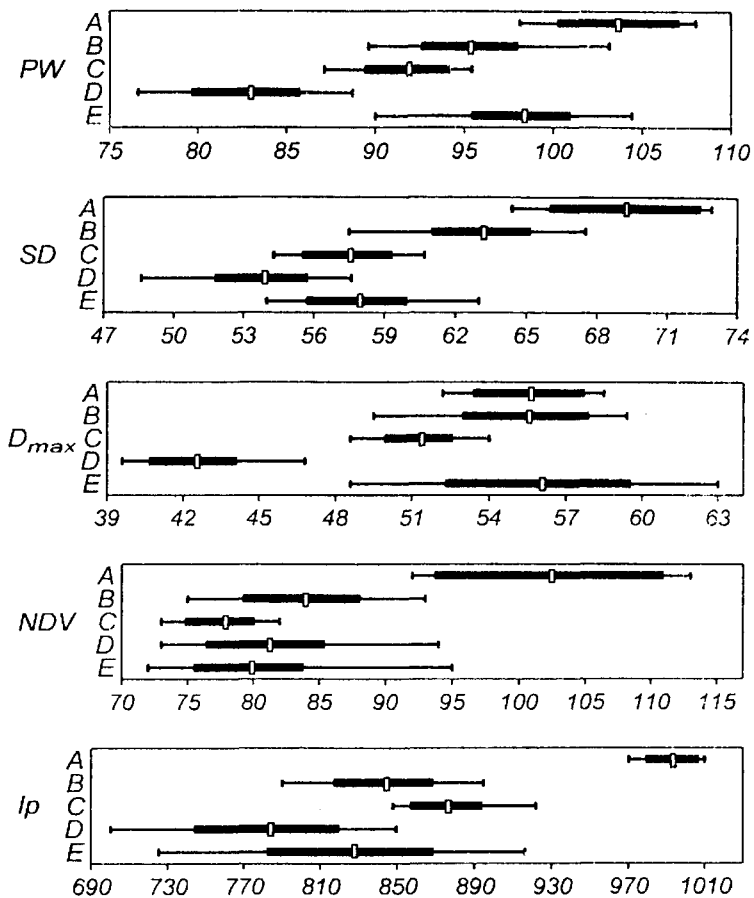 PW
A
B
C
D
E
75 80 85 90 95 100 105 110
SD
A
B
C
D
E
47 50 53 56 59 62 65 68 71 74
Dmax
A
B
C
D
E
39 42 45 48 51 54 57 60 63
NDV
A
B
C
D
E
70 75 80 85 90 95 100 105 110 115
Ip
A
B
C
D
E
690 730 770 810 850 890 930 970 1010